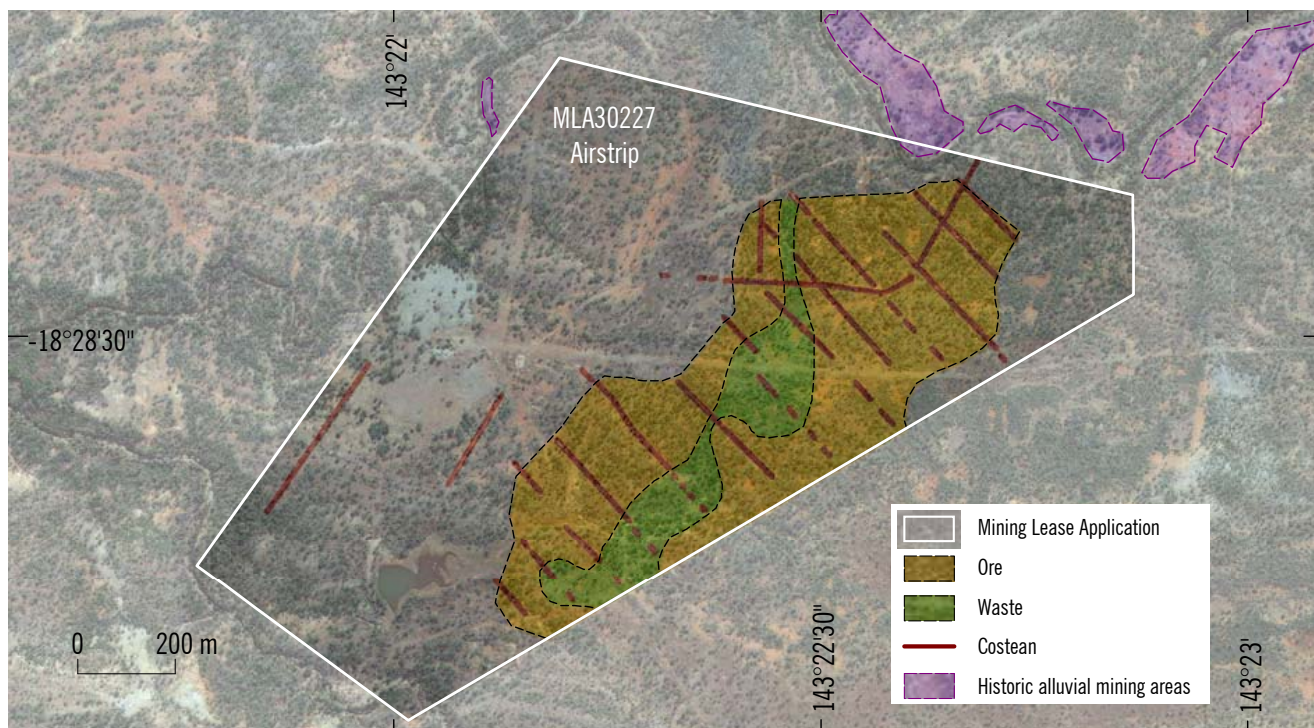 143°22'
MLA30227
Airstrip
-18°28'30"
0 200 m
143°22'30"
143°23'
Mining Lease Application
Ore
Waste
Costean
Historic alluvial mining areas